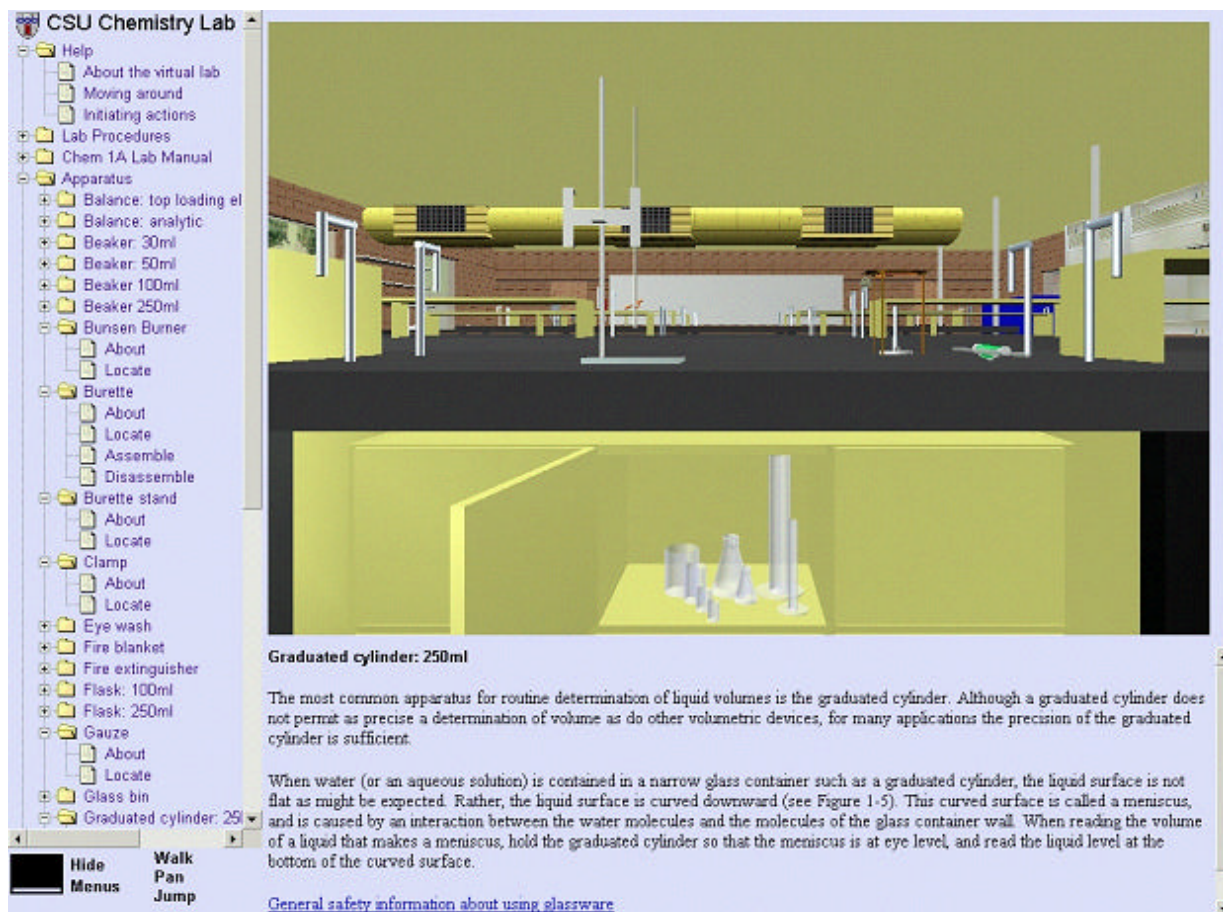 CSU Chemistry Lab
Help
About the virtual lab
Moving around
Initiating actions
Lab Procedures
Chem 1A Lab Manual
Apparatus
Balance: top loading el
Balance: analytic
Beaker: 30ml
Beaker: 50ml
Beaker 100ml
Beaker 250ml
Bunsen Burner
About
Locate
Burette
About
Locate
Assemble
Disassemble
Burette stand
About
Locate
Clamp
About
Locate
Eye wash
Fire blanket
Fire extinguisher
Flask: 100ml
Flask: 250ml
Gauze
About
Locate
Glass bin
Graduated cylinder: 25
Hide
Menus
Walk
Pan
Jump
Graduated cylinder: 250ml
The most common apparatus for routine determination of liquid volumes is the graduated cylinder. Although a graduated cylinder does
not permit as precise a determination of volume as do other volumetric devices, for many applications the precision of the graduated
cylinder is sufficient.
When water (or an aqueous solution) is contained in a narrow glass container such as a graduated cylinder, the liquid surface is not
flat as might be expected. Rather, the liquid surface is curved downward (see Figure 1-5). This curved surface is called a meniscus,
and is caused by an interaction between the water molecules and the molecules of the glass container wall. When reading the volume
of a liquid that makes a meniscus, hold the graduated cylinder so that the meniscus is at eye level, and read the liquid level at the
bottom of the curved surface.
General safety information about using glassware